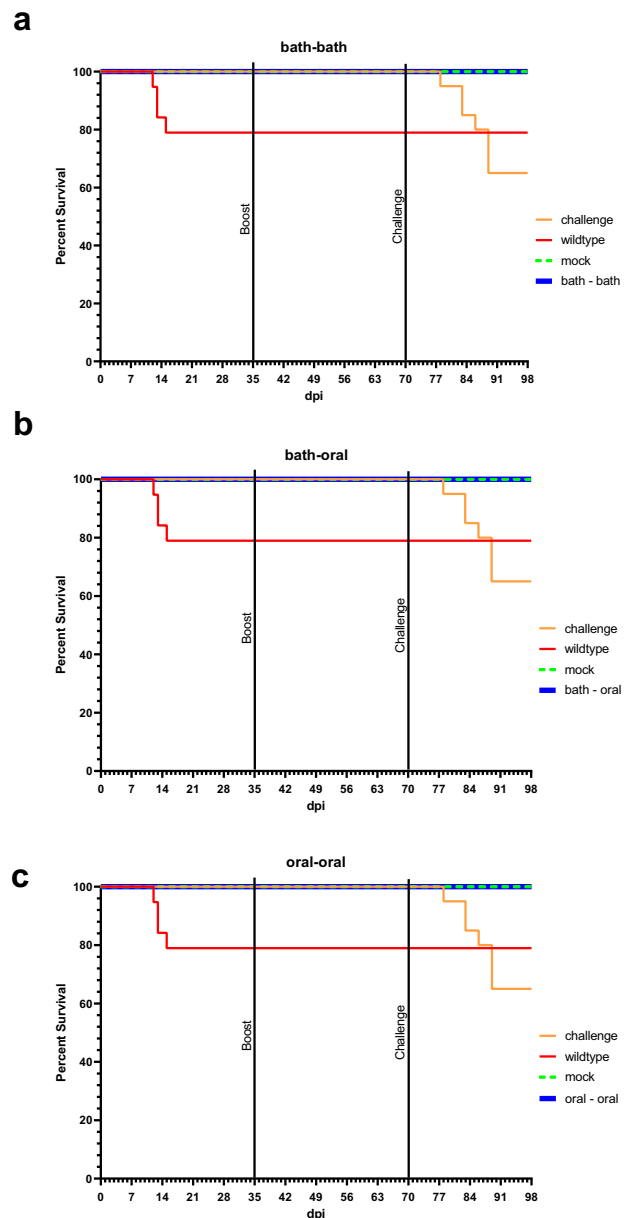 a
bath-bath
100
80
60
40
20
0
Percent Survival
Boost
Challenge
0 7 14 21 28 35 42 49 56 63 70 77 84 91 98
dpi
challenge
wildtype
mock
bath - bath
b
bath-oral
100
80
60
40
20
0
Percent Survival
Boost
Challenge
0 7 14 21 28 35 42 49 56 63 70 77 84 91 98
dpi
challenge
wildtype
mock
bath - oral
c
oral-oral
100
80
60
40
20
0
Percent Survival
Boost
Challenge
0 7 14 21 28 35 42 49 56 63 70 77 84 91 98
dpi
challenge
wildtype
mock
oral - oral